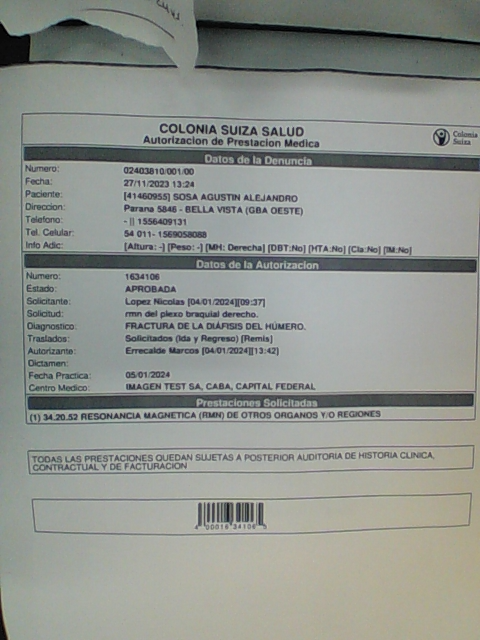 COLONIA SUIZA SALUD
Autorizacion de Prestacion Medica
Colonia
Suiza
Datos de la Denuncia
Numero: 02403810/001/00
Fecha: 27/11/2023 13:24
Paciente: [41460955] SOSA AGUSTIN ALEJANDRO
Direccion: Parana 5848 - BELLA VISTA (GBA OESTE)
Telefono: - || 1556409131
Tel. Celular: 54 011- 1569058088
Info Adic: [Altura: -] [Peso: -] [MH: Derecha] [DBT:No] [HTA:No] [Cia:No] [IM:No]
Datos de la Autorizacion
Numero: 1634106
Estado: APROBADA
Solicitante: Lopez Nicolas [04/01/2024][09:37]
Solicitud: rmn del plexo braquial derecho.
Diagnostico: FRACTURA DE LA DIÁFISIS DEL HÚMERO.
Traslados: Solicitados (Ida y Regreso) [Remis]
Autorizante: Errecalde Marcos [04/01/2024][13:42]
Dictamen:
Fecha Practica: 05/01/2024
Centro Medico: IMAGEN TEST SA, CABA, CAPITAL FEDERAL
Prestaciones Solicitadas
(1) 34.20.52 RESONANCIA MAGNETICA (RMN) DE OTROS ORGANOS Y/O REGIONES
TODAS LAS PRESTACIONES QUEDAN SUJETAS A POSTERIOR AUDITORIA DE HISTORIA CLINICA,
CONTRACTUAL Y DE FACTURACION